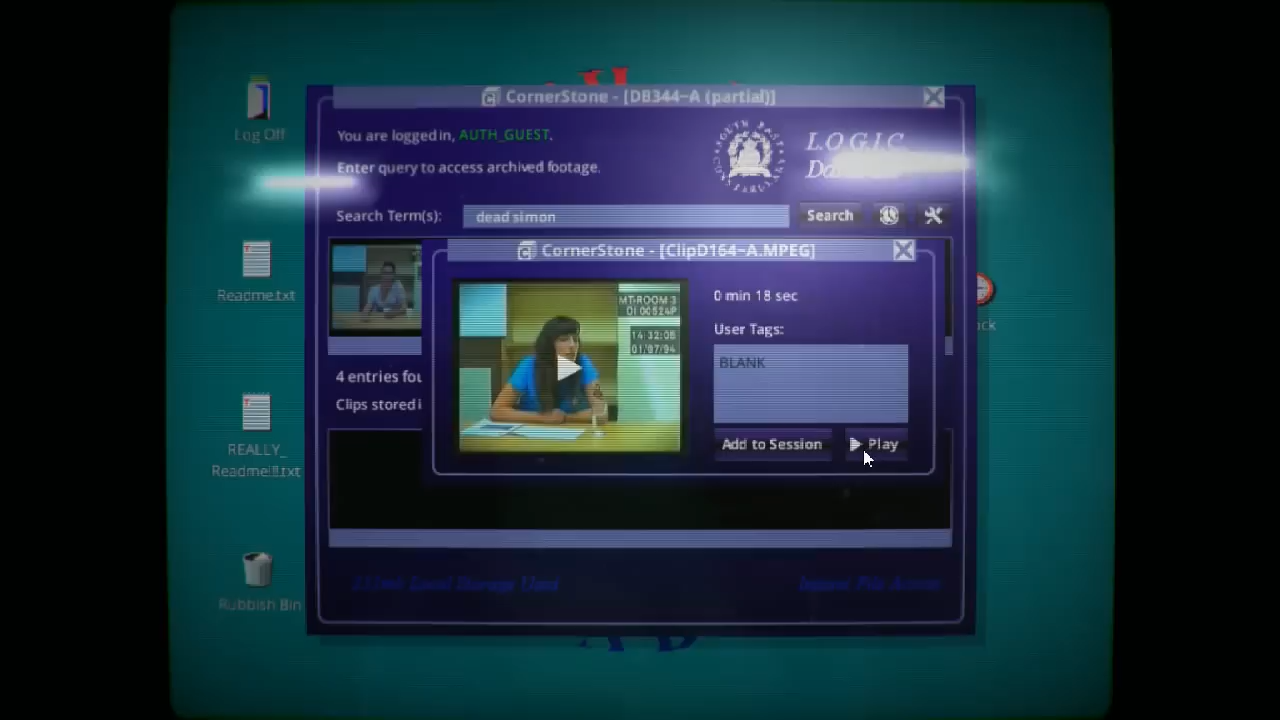 CornerStone - [DB344-A (partial)]
You are logged in, AUTH_GUEST.
Enter query to access archived footage.
L.O.G.I.C
Search Term(s):
dead simon
Search
Log Off
Readme.txt
REALLY_
Readme!!!.txt
Rubbish Bin
4 entries fou
Clips stored i
CornerStone - [ClipD164-A.MPEG]
MT-ROOM 3
14:32:05
01/07/94
0 min 18 sec
User Tags:
BLANK
Add to Session
Play